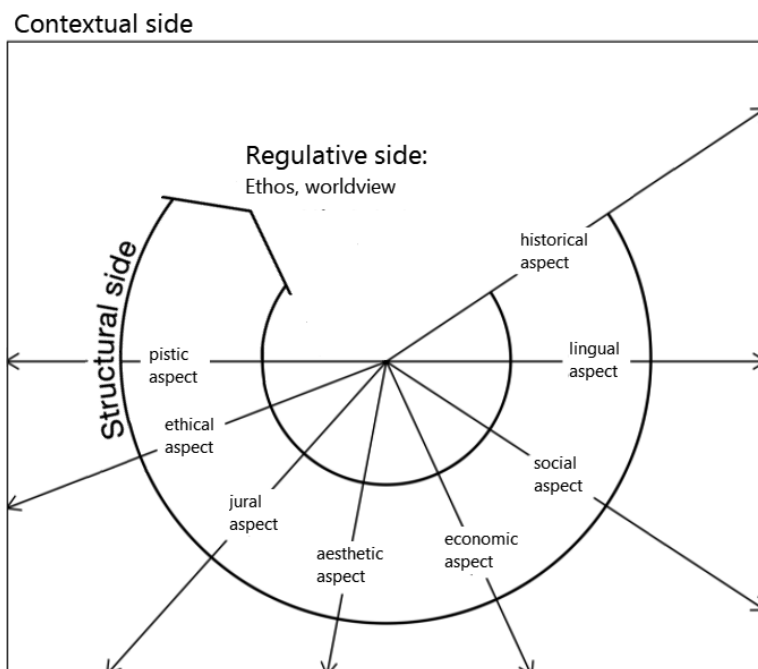 Contextual side
Regulative side:
Ethos, worldview
historical
aspect
Structural side
pistic
aspect
lingual
aspect
ethical
aspect
social
aspect
jural
aspect
aesthetic
aspect
economic
aspect